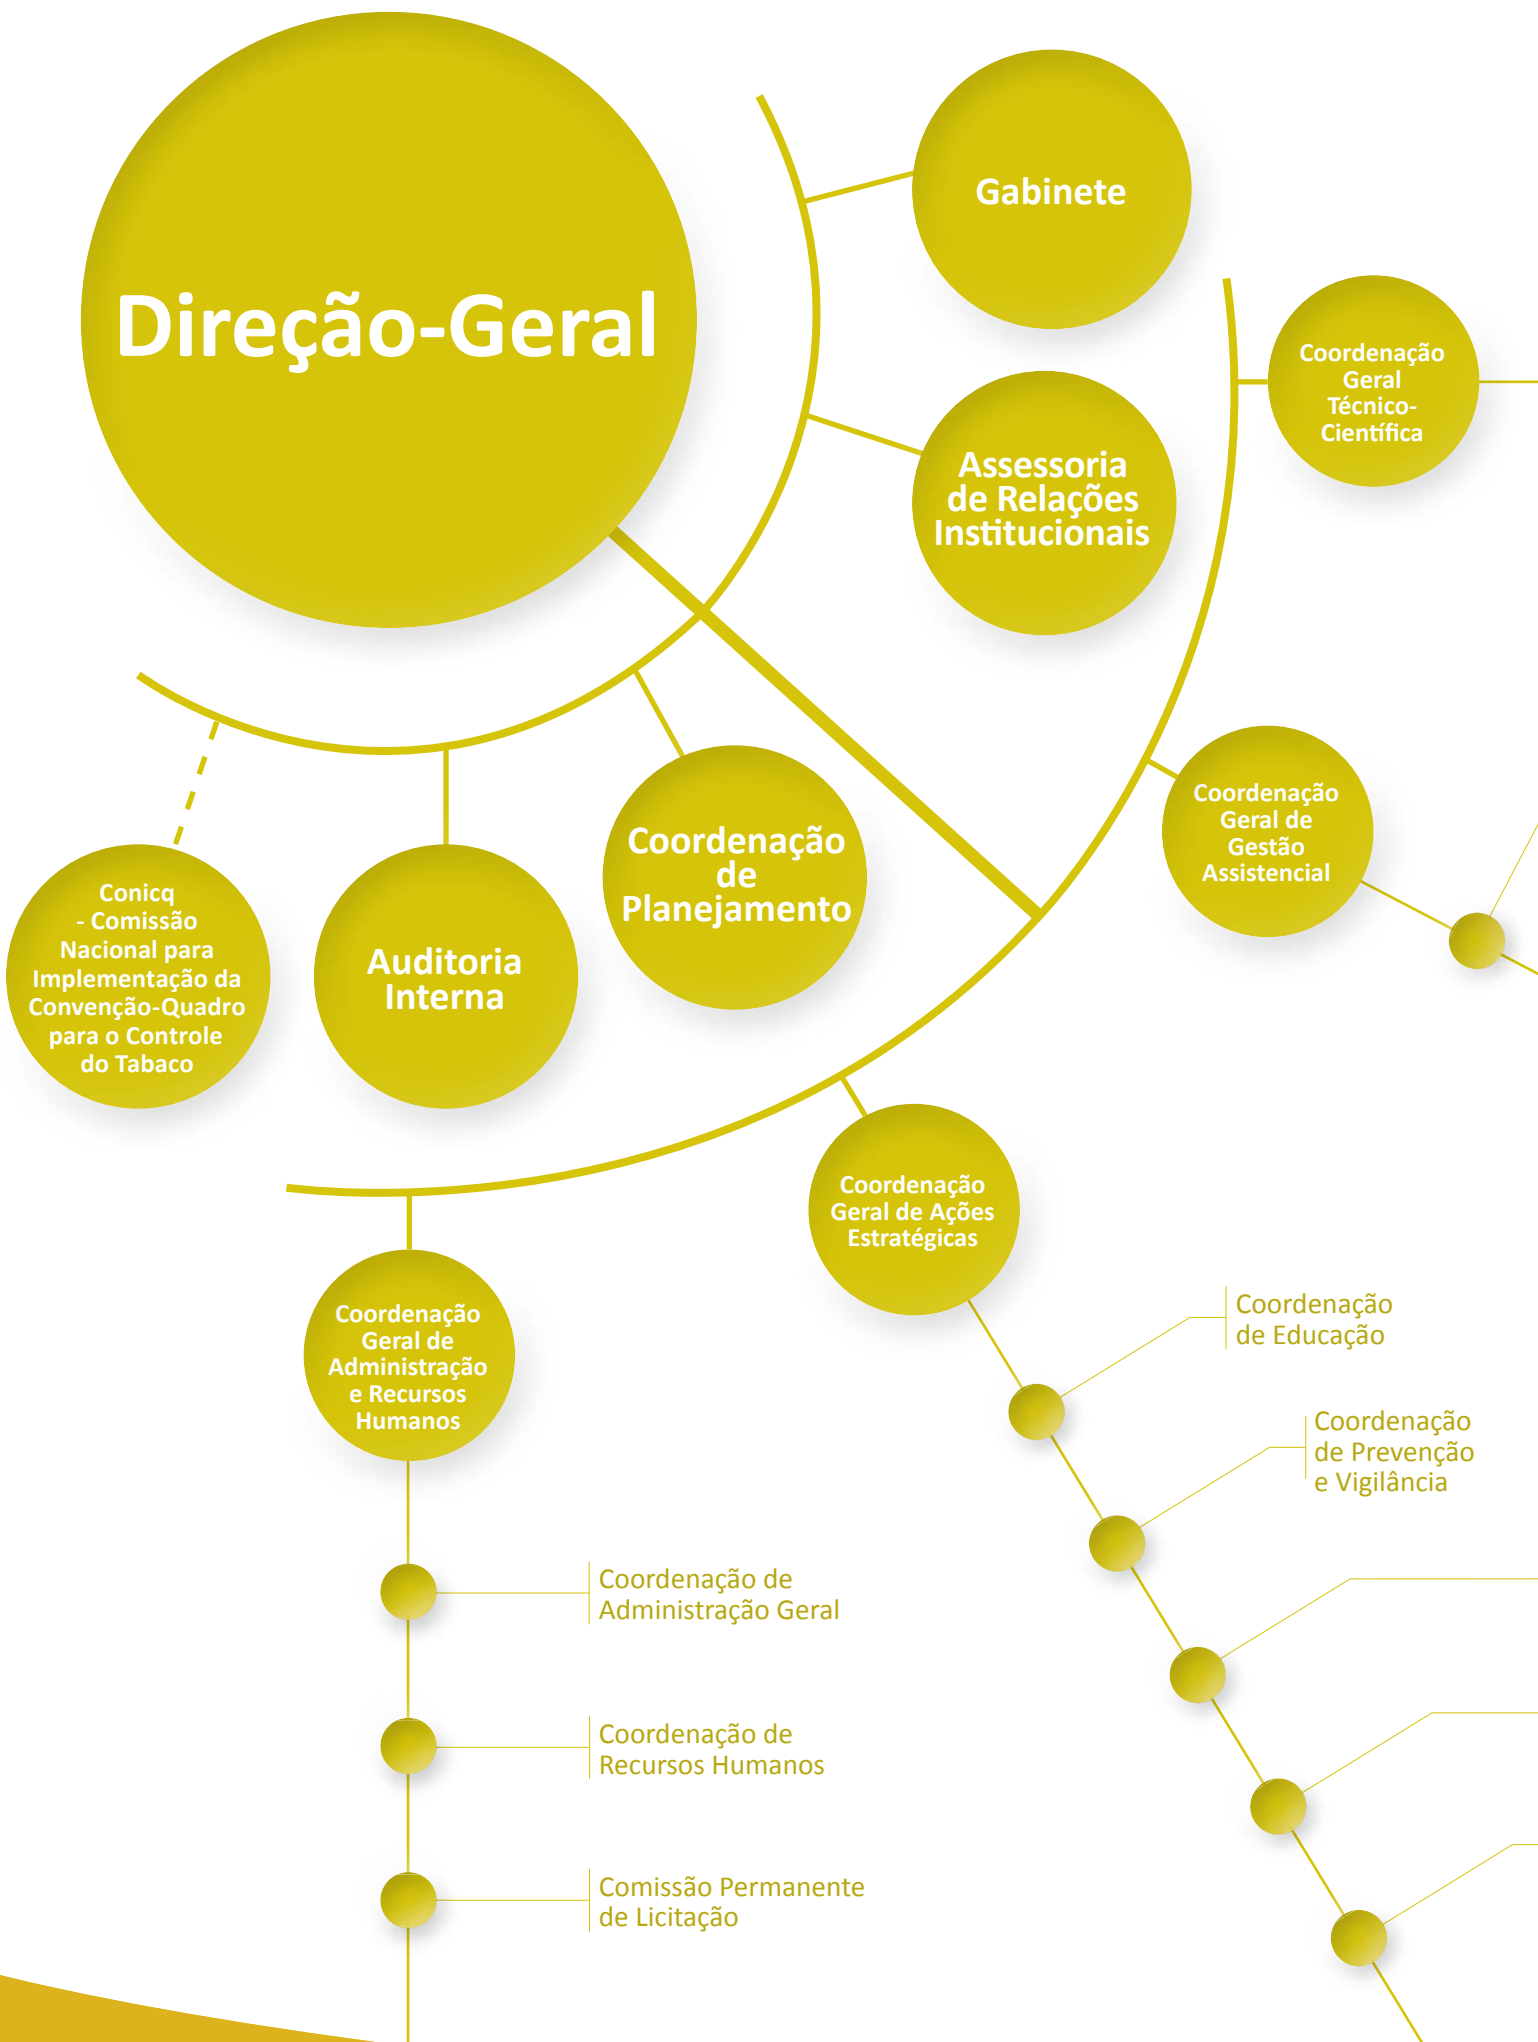 Direção-Geral
Gabinete
Assessoria
de Relações
Institucionais
Coordenação
Geral
Técnico-
Científica
Coordenação
Geral de
Gestão
Assistencial
Coordenação
de
Planejamento
Auditoria
Interna
Conicq
- Comissão
Nacional para
Implementação da
Convenção-Quadro
para o Controle
do Tabaco
Coordenação
Geral de Ações
Estratégicas
Coordenação
Geral de
Administração
e Recursos
Humanos
Coordenação
de Educação
Coordenação
de Prevenção
e Vigilância
Coordenação de
Administração Geral
Coordenação de
Recursos Humanos
Comissão Permanente
de Licitação